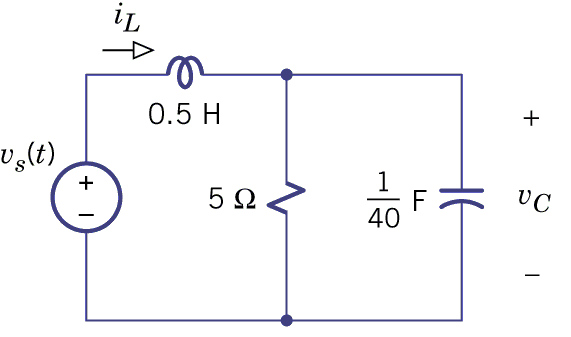 i_L
0.5 H
v_s(t)
+
−
5 Ω
1/40 F
+
v_C
−